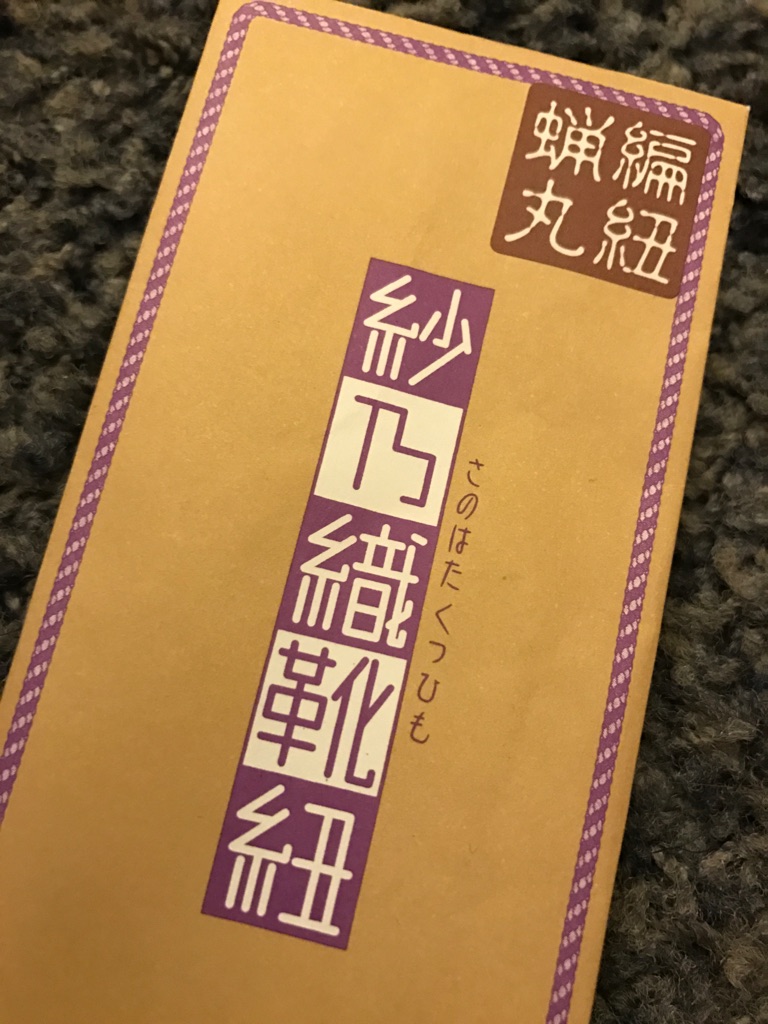 編紐
蝋丸
紗乃織靴紐
さのはたくつひも